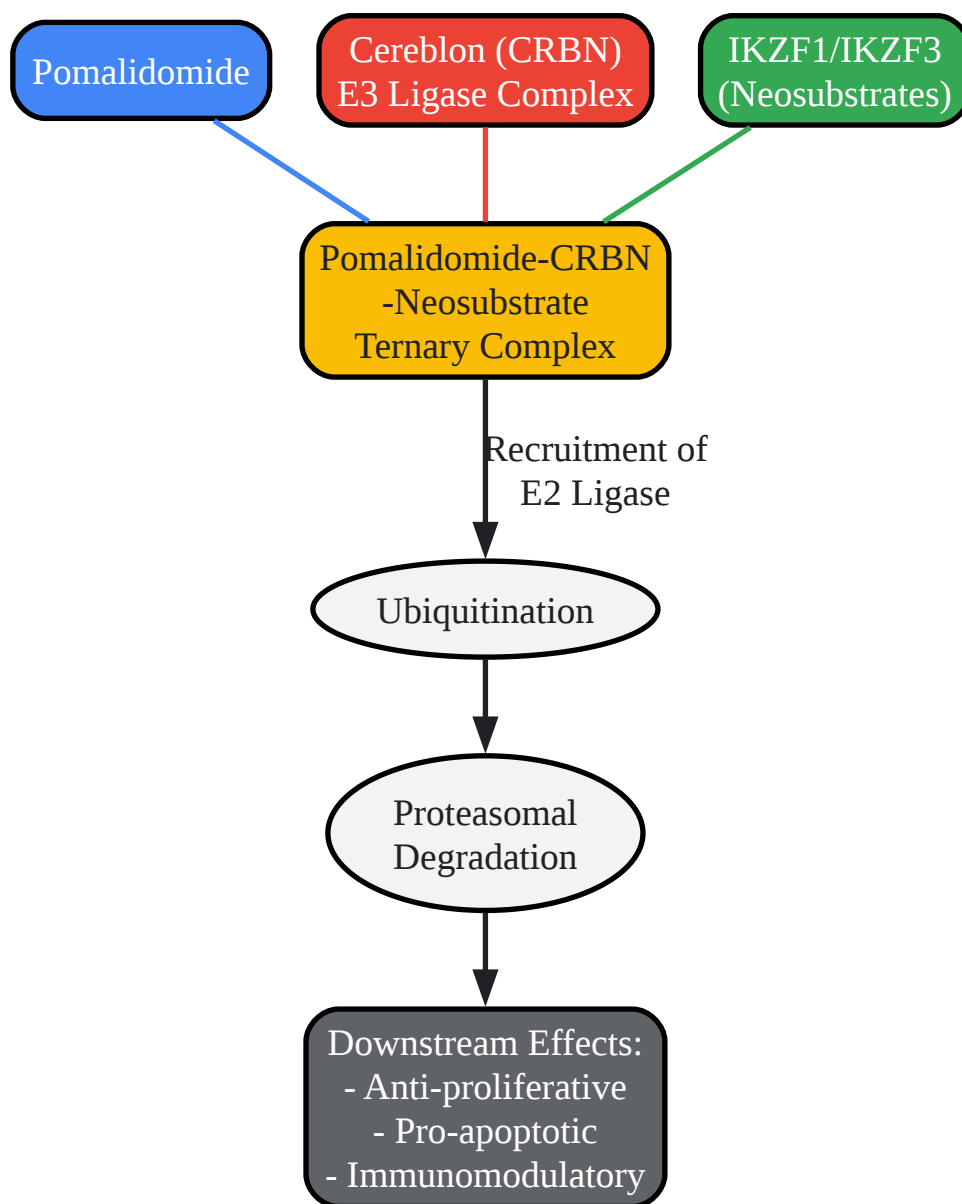 Pomalidomide
Cereblon (CRBN)
E3 Ligase Complex
IKZF1/IKZF3
(Neosubstrates)
Pomalidomide-CRBN
-Neosubstrate
Ternary Complex
Recruitment of
E2 Ligase
Ubiquitination
Proteasomal
Degradation
Downstream Effects:
- Anti-proliferative
- Pro-apoptotic
- Immunomodulatory